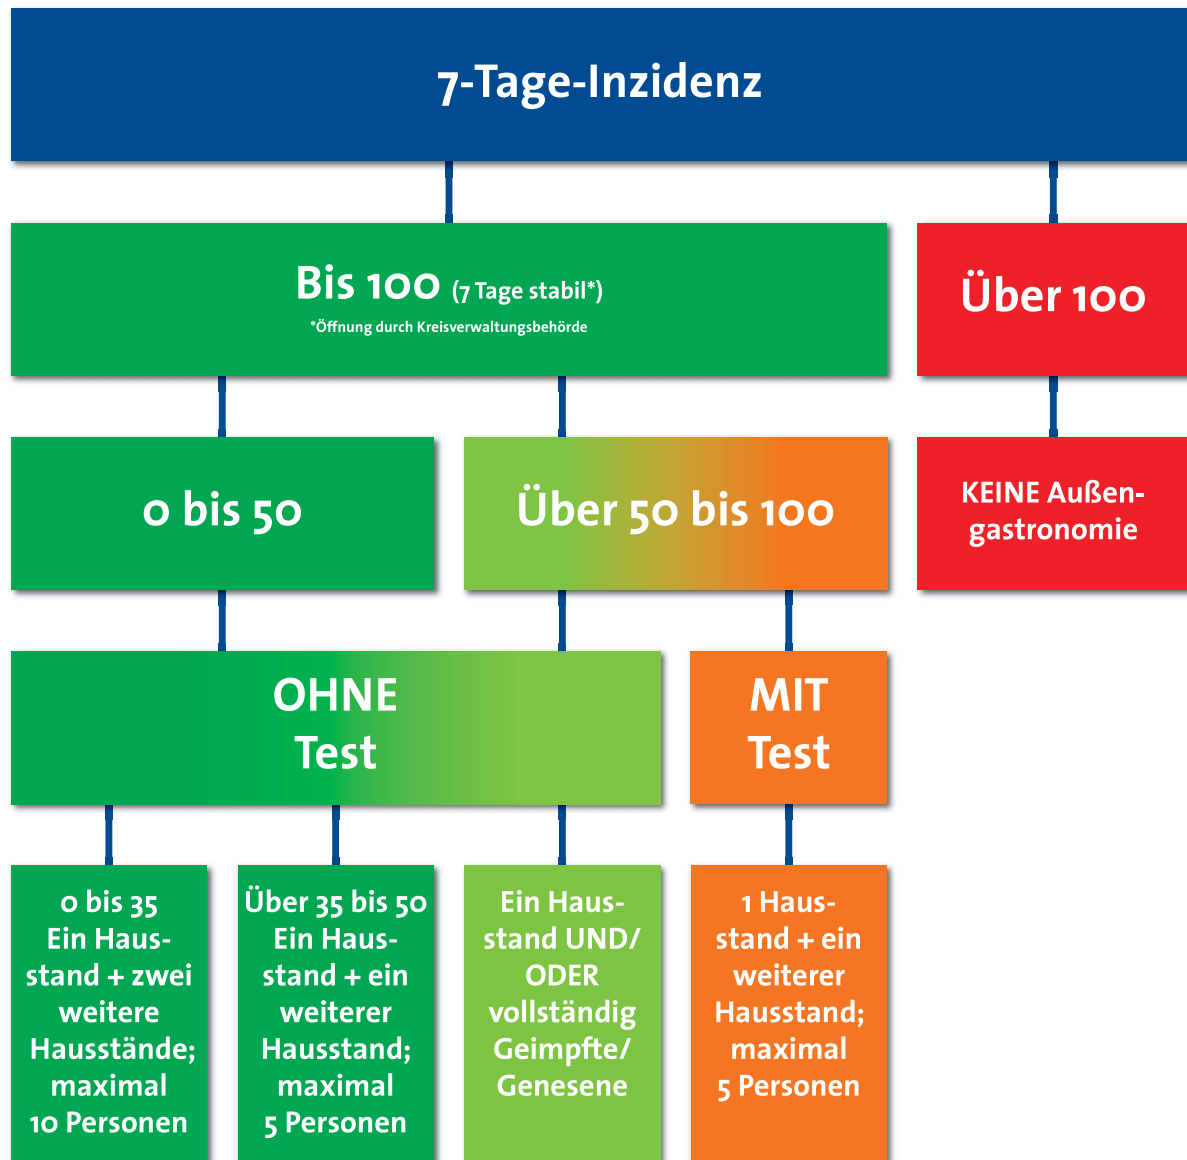 7-Tage-Inzidenz
Bis 100 (7 Tage stabil*)
*Öffnung durch Kreisverwaltungsbehörde
Über 100
0 bis 50
Über 50 bis 100
KEINE Außen-
gastronomie
OHNE
Test
MIT
Test
0 bis 35
Ein Haus-
stand + zwei
weitere
Hausstände;
maximal
10 Personen
Über 35 bis 50
Ein Haus-
stand + ein
weiterer
Hausstand;
maximal
5 Personen
Ein Haus-
stand UND/
ODER
vollständig
Geimpfte/
Genesene
1 Haus-
stand + ein
weiterer
Hausstand;
maximal
5 Personen